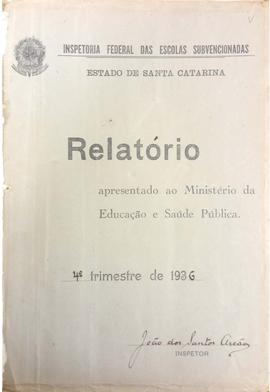 INSPETORIA FEDERAL DAS ESCOLAS SUBVENCIONADAS
ESTADO DE SANTA CATARINA
Relatório
apresentado ao Ministério da
Educação e Saúde Pública.
4º trimestre de 1936
João dos Santos Areão
INSPETOR